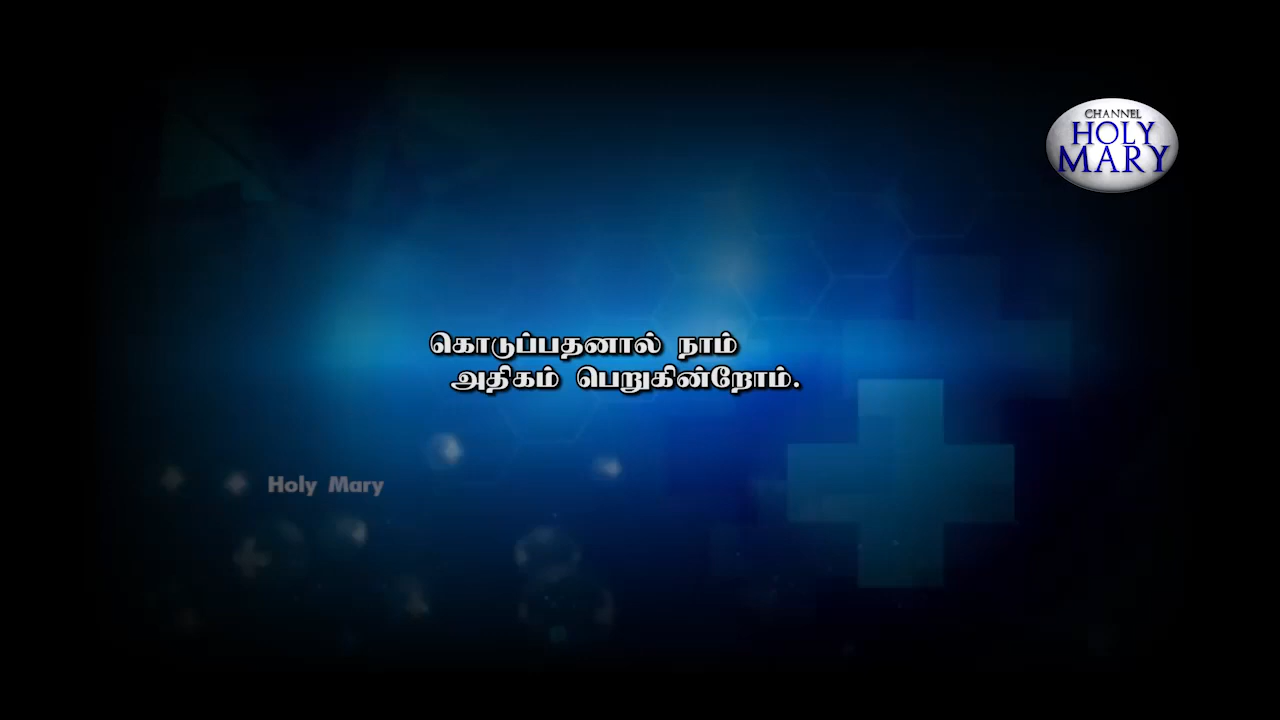 CHANNEL
HOLY
MARY
கொடுப்பதனால் நாம்
அதிகம் பெறுகின்றோம்.
Holy Mary